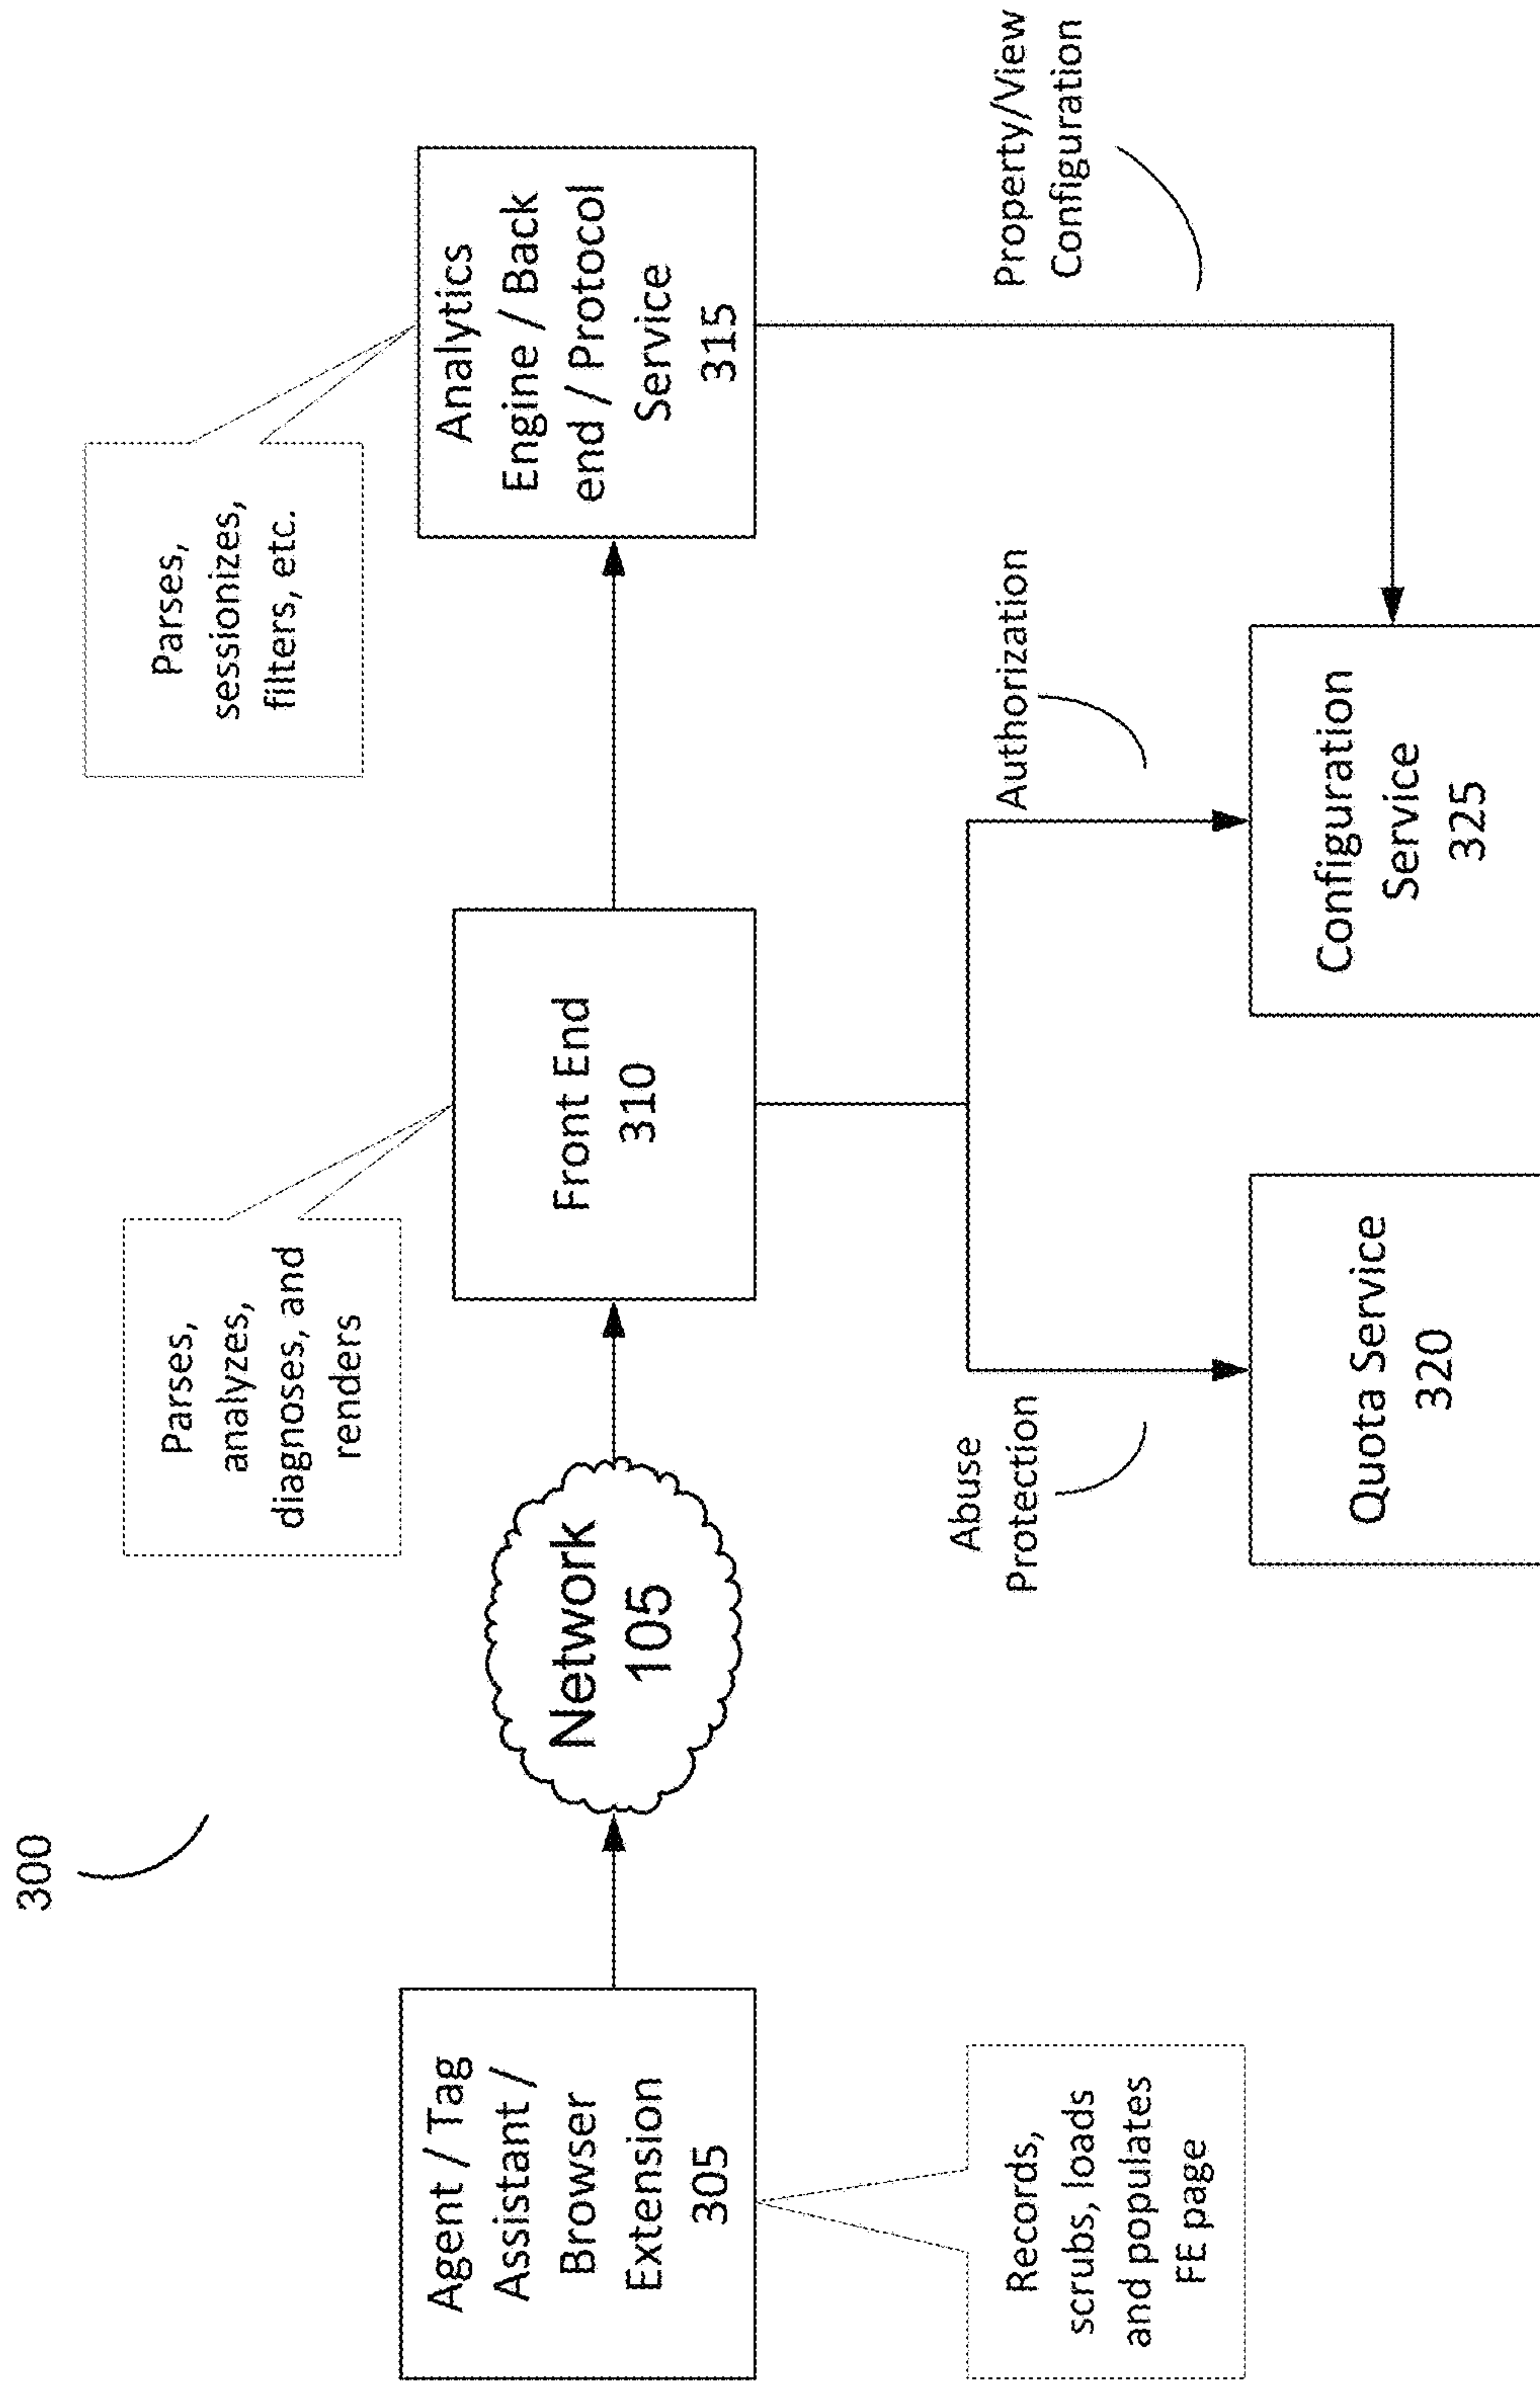 300
Parses,
analyzes,
diagnoses, and
renders
Parses,
sessionizes,
filters, etc.
Agent / Tag
Assistant /
Browser
Extension
305
Network
105
Front End
310
Analytics
Engine / Back
end / Protocol
Service
315
Records,
scrubs, loads
and populates
FE page
Abuse
Protection
Authorization
Property/View
Configuration
Quota Service
320
Configuration
Service
325